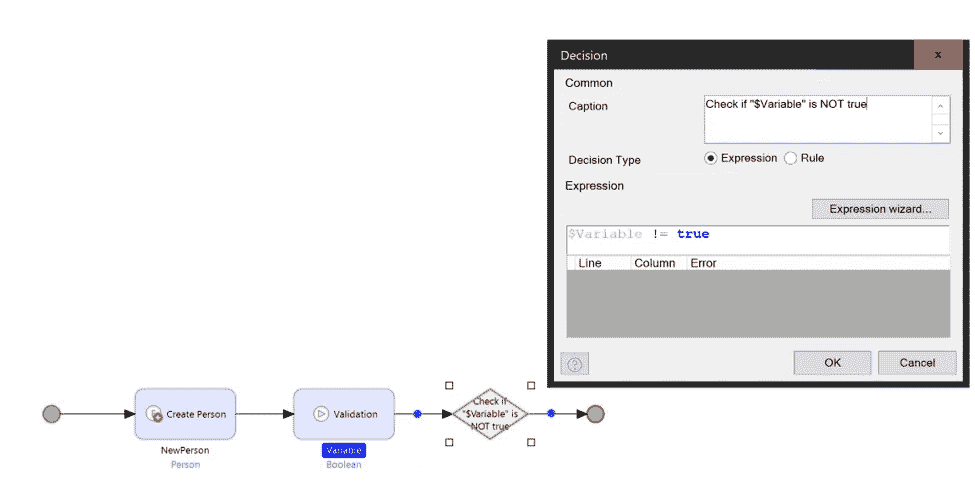 Decision
x
Common
Caption
Check if "$Variable" is NOT true
Decision Type
Expression
Rule
Expression
Expression wizard...
$Variable != true
Line Column Error
?
OK
Cancel
Create Person
NewPerson
Person
Validation
Variable
Boolean
Check if
"$Variable" is
NOT true